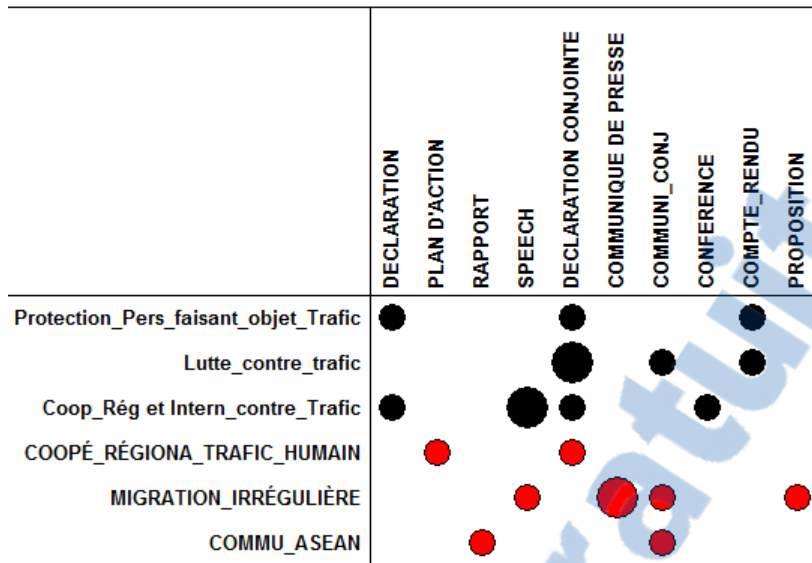 DECLARATION
PLAN D'ACTION
RAPPORT
SPEECH
DECLARATION CONJOINTE
COMMUNIQUE DE PRESSE
COMMUNI_CONJ
CONFERENCE
COMPTE_RENDU
PROPOSITION
Protection_Pers_faisant_objet_Trafic
Lutte_contre_trafic
Coop_Rég et Intern_contre_Trafic
COOPÉ_RÉGIONA_TRAFIC_HUMAIN
MIGRATION_IRRÉGULIÈRE
COMMU_ASEAN
ratuit